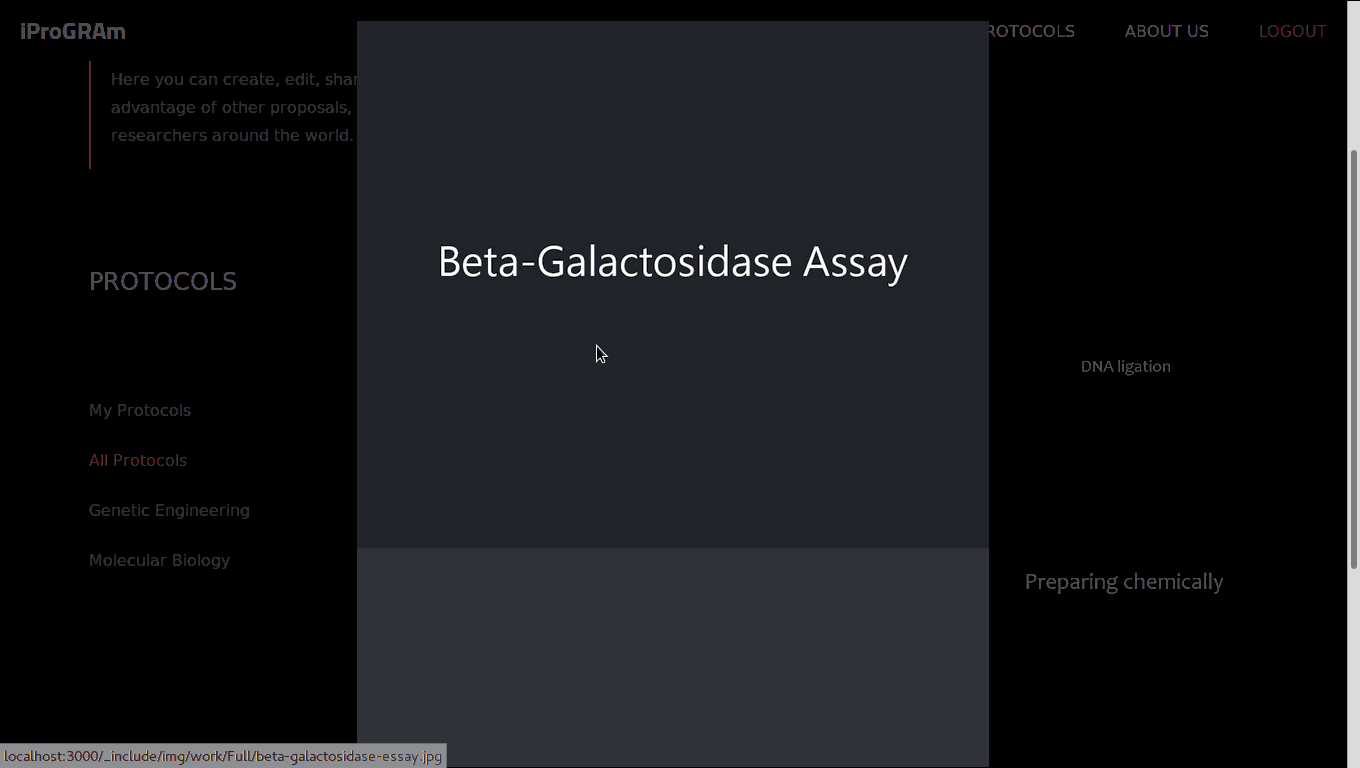 iProGRAm
ROTOCOLS
ABOUT US
LOGOUT
Here you can create, edit, shar
advantage of other proposals,
researchers around the world.
PROTOCOLS
My Protocols
All Protocols
Genetic Engineering
Molecular Biology
Beta-Galactosidase Assay
DNA ligation
Preparing chemically
localhost:3000/_include/img/work/Full/beta-galactosidase-essay.jpg